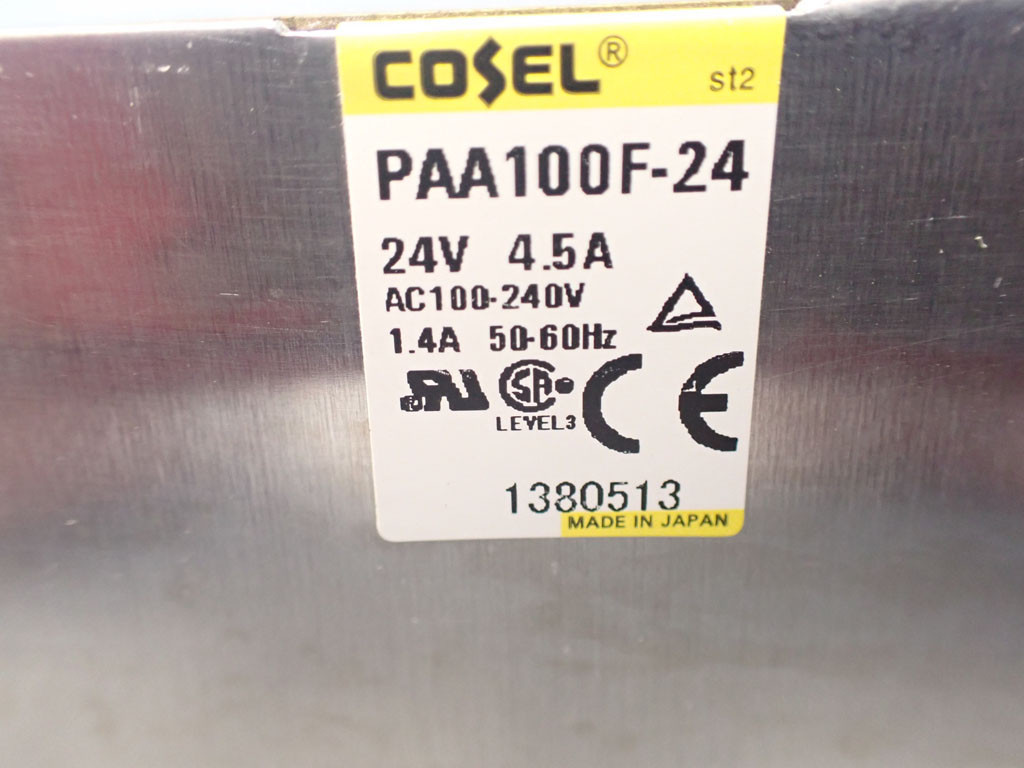 COSEL®
st2
PAA100F-24
24V 4.5A
AC100-240V
1.4A 50-60Hz
LEVEL3
1380513
MADE IN JAPAN